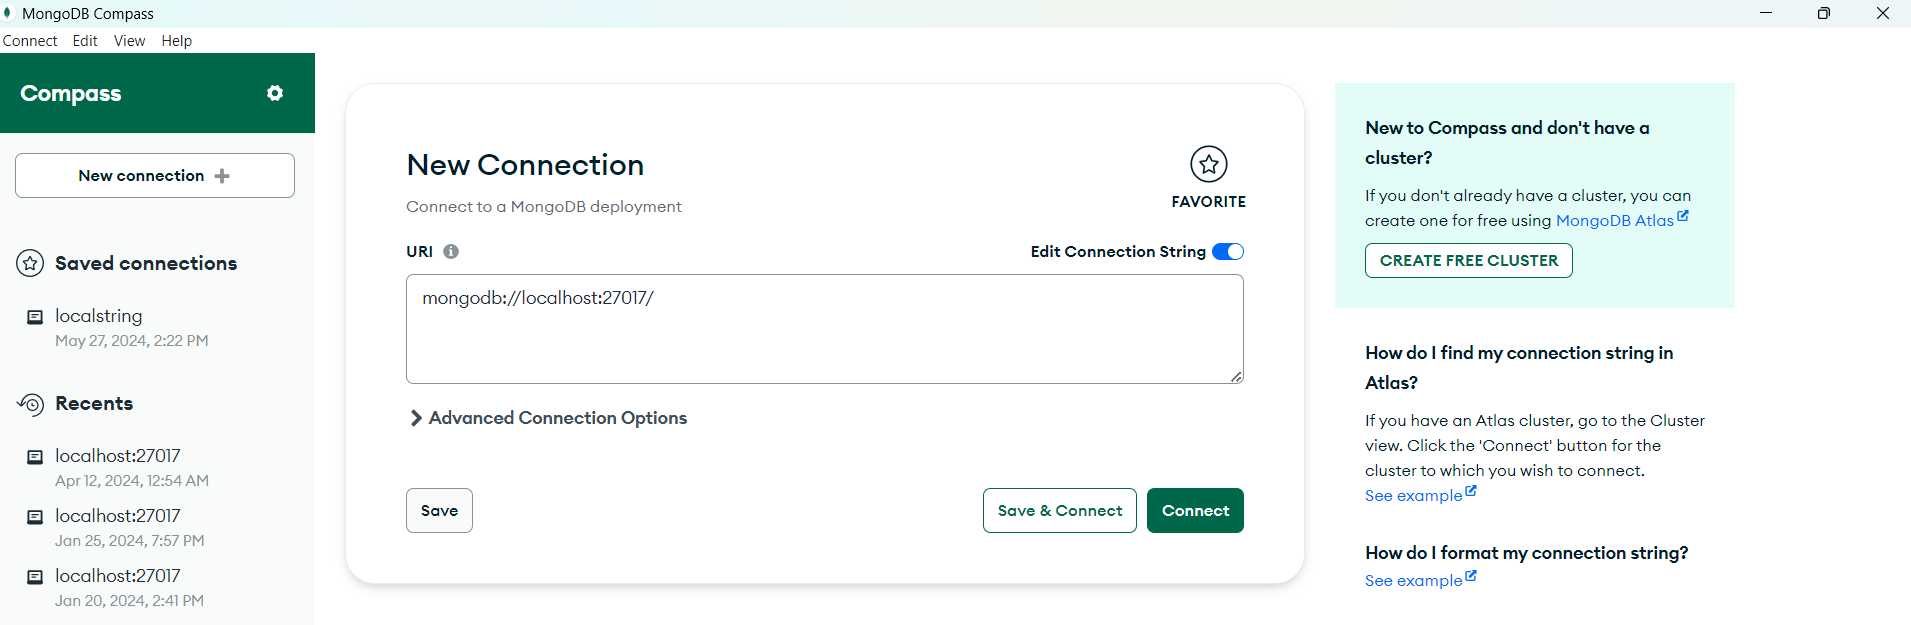 MongoDB Compass
Connect Edit View Help
Compass
New connection
Saved connections
localstring
May 27, 2024, 2:22 PM
Recents
localhost:27017
Apr 12, 2024, 12:54 AM
localhost:27017
Jan 25, 2024, 7:57 PM
localhost:27017
Jan 20, 2024, 2:41 PM
New Connection
Connect to a MongoDB deployment
FAVORITE
URI
Edit Connection String
mongodb://localhost:27017/
Advanced Connection Options
Save
Save & Connect
Connect
New to Compass and don't have a
cluster?
If you don't already have a cluster, you can
create one for free using MongoDB Atlas
CREATE FREE CLUSTER
How do I find my connection string in
Atlas?
If you have an Atlas cluster, go to the Cluster
view. Click the 'Connect' button for the
cluster to which you wish to connect.
See example
How do I format my connection string?
See example